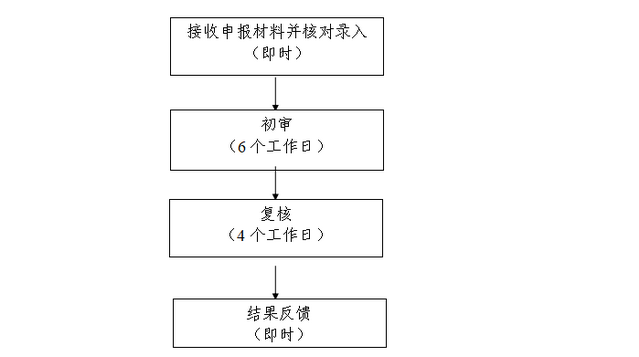 接收申报材料并核对录入
（即时）
初审
（6 个工作日）
复核
（4 个工作日）
结果反馈
（即时）